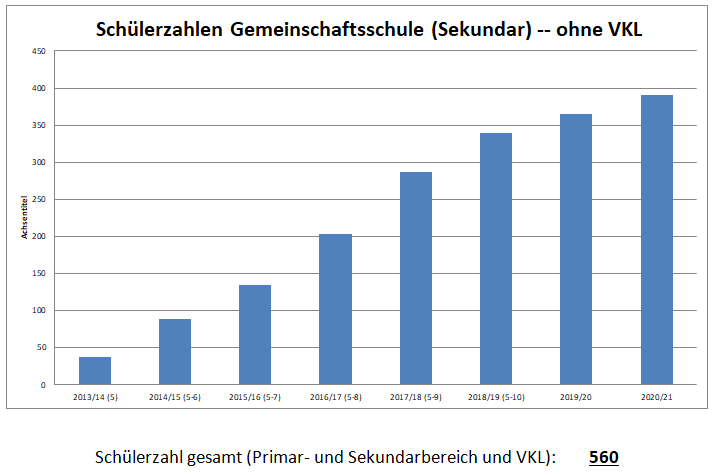 Schülerzahlen Gemeinschaftsschule (Sekundar) -- ohne VKL
450
400
350
300
250
200
150
100
50
0
Achsentitel
2013/14 (5) 2014/15 (5-6) 2015/16 (5-7) 2016/17 (5-8) 2017/18 (5-9) 2018/19 (5-10) 2019/20 2020/21
Schülerzahl gesamt (Primar- und Sekundarbereich und VKL): 560